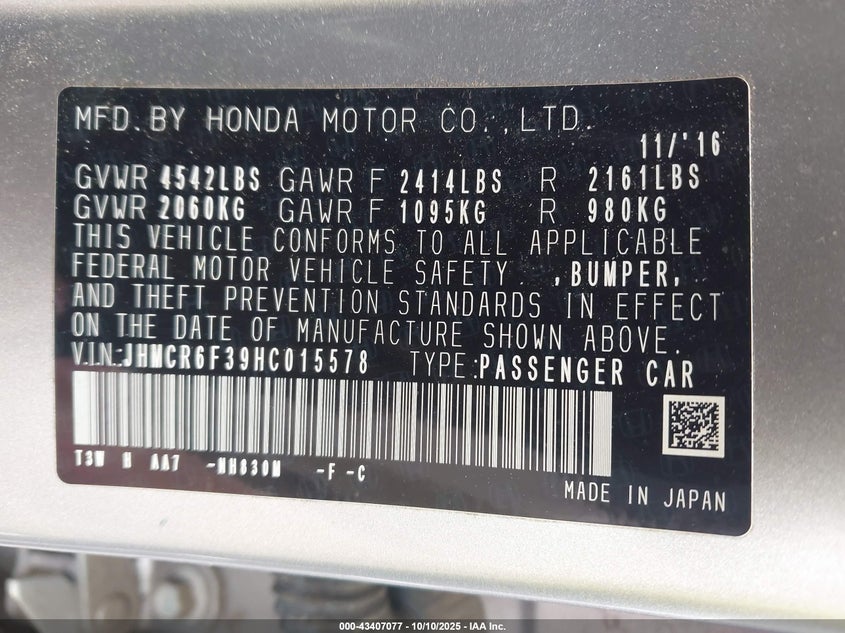 MFD. BY HONDA MOTOR CO.,LTD.
11/'16
GVWR 4542LBS GAWR F 2414LBS R 2161LBS
GVWR 2060KG GAWR F 1095KG R 980KG
THIS VEHICLE CONFORMS TO ALL APPLICABLE
FEDERAL MOTOR VEHICLE SAFETY ,BUMPER,
AND THEFT PREVENTION STANDARDS IN EFFECT
ON THE DATE OF MANUFACTURE SHOWN ABOVE.
VIN:JHMCR6F39HC015578 TYPE:PASSENGER CAR
T3W H AA7 -NH830M -F -C
MADE IN JAPAN
000-43407077 - 10/10/2025 - IAA Inc.